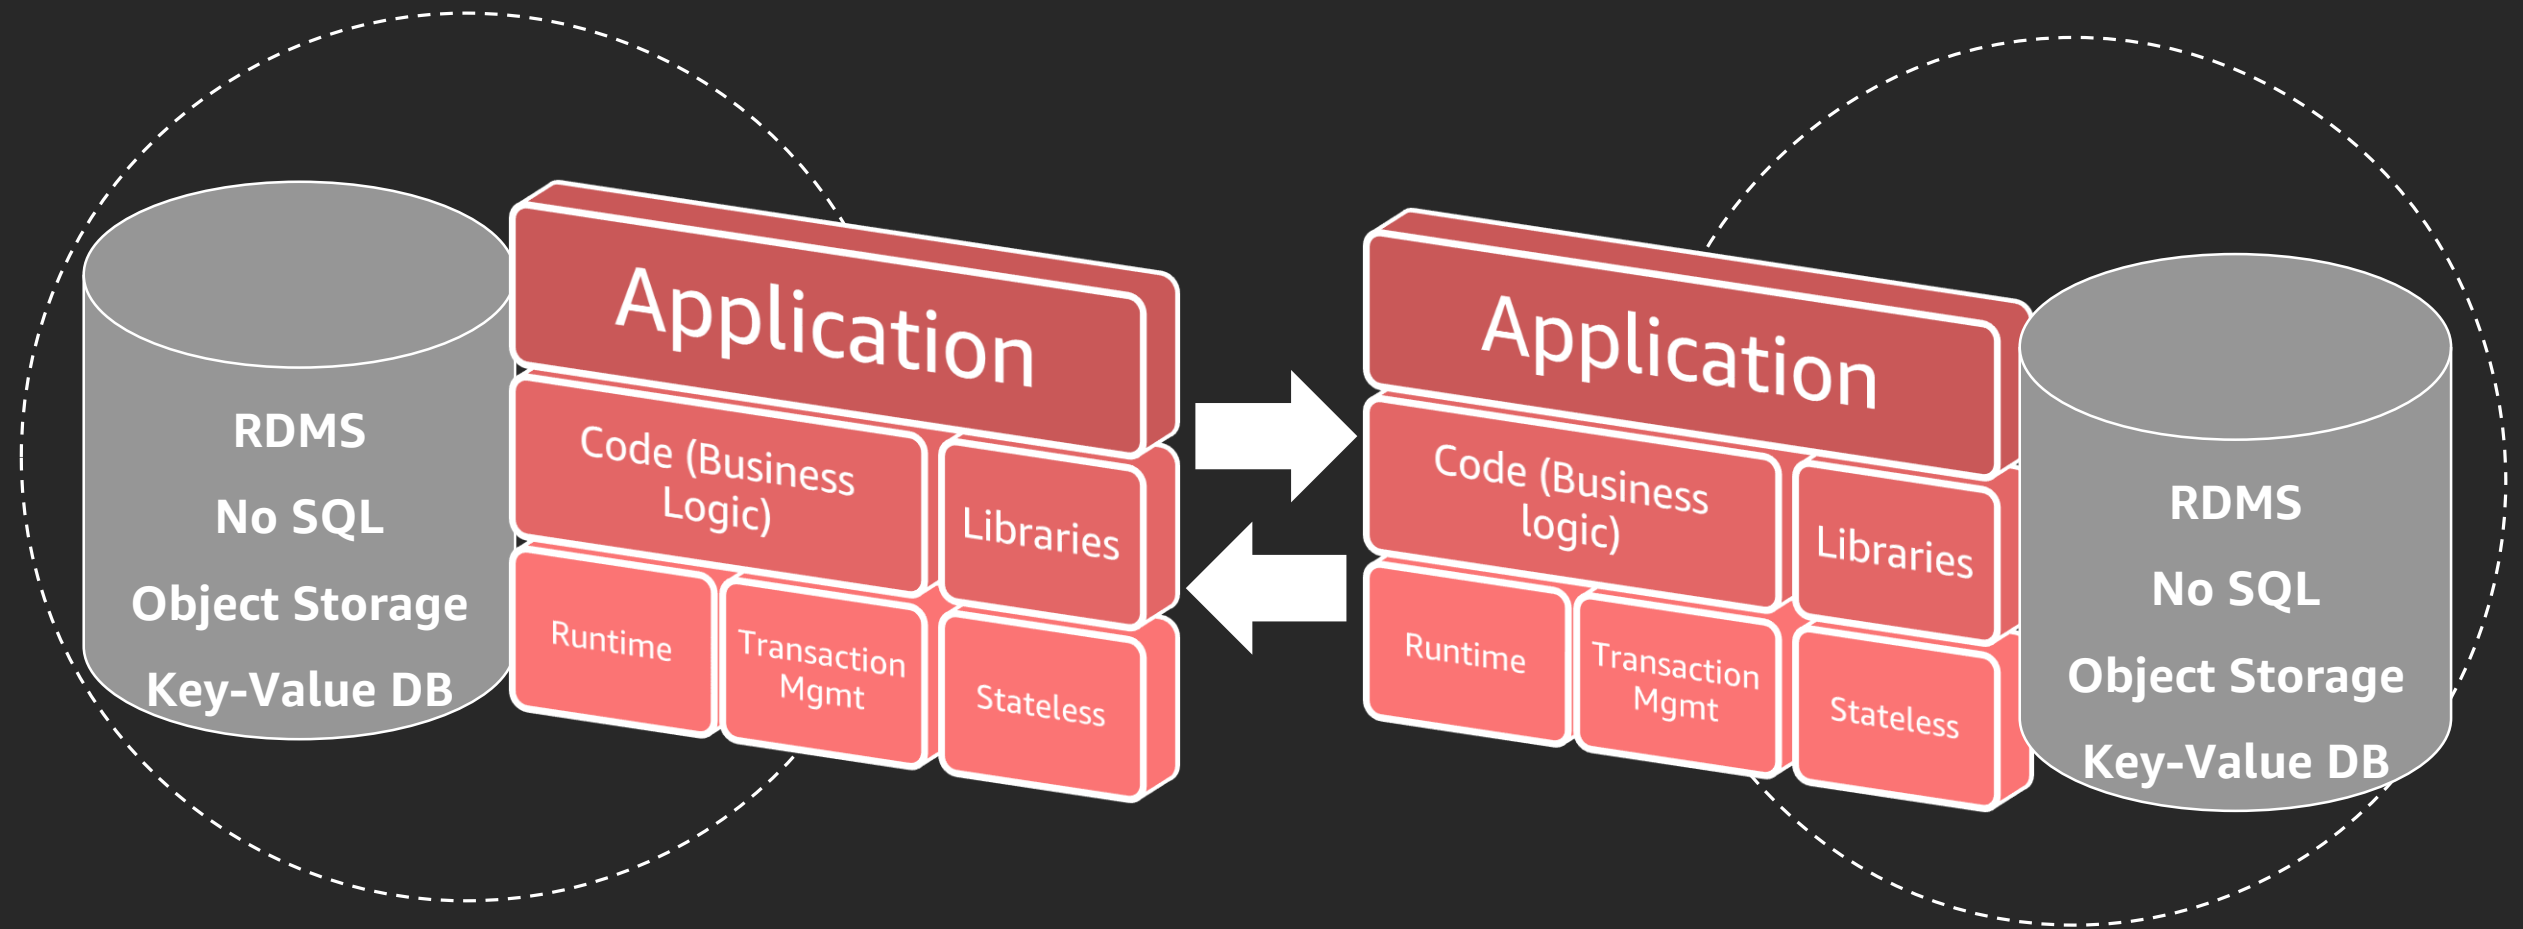 RDMS
No SQL
Object Storage
Key-Value DB
Application
Code (Business
Logic)
Libraries
Runtime
Transaction
Mgmt
Stateless
Application
Code (Business
logic)
Libraries
Runtime
Transaction
Mgmt
Stateless
RDMS
No SQL
Object Storage
Key-Value DB